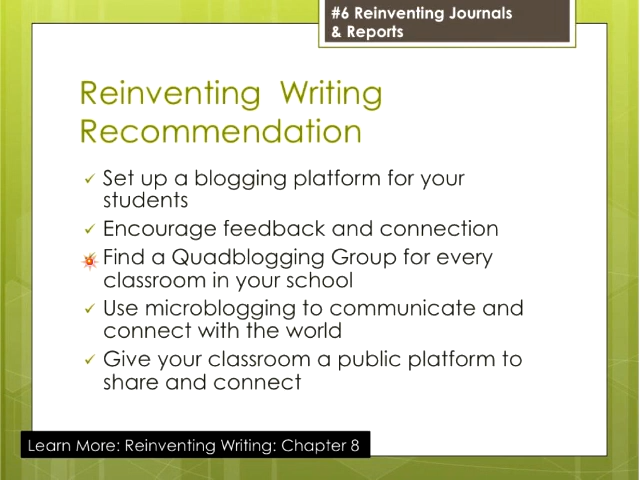 #6 Reinventing Journals
& Reports
Reinventing Writing
Recommendation
Set up a blogging platform for your
students
Encourage feedback and connection
Find a Quadblogging Group for every
classroom in your school
Use microblogging to communicate and
connect with the world
Give your classroom a public platform to
share and connect
Learn More: Reinventing Writing: Chapter 8